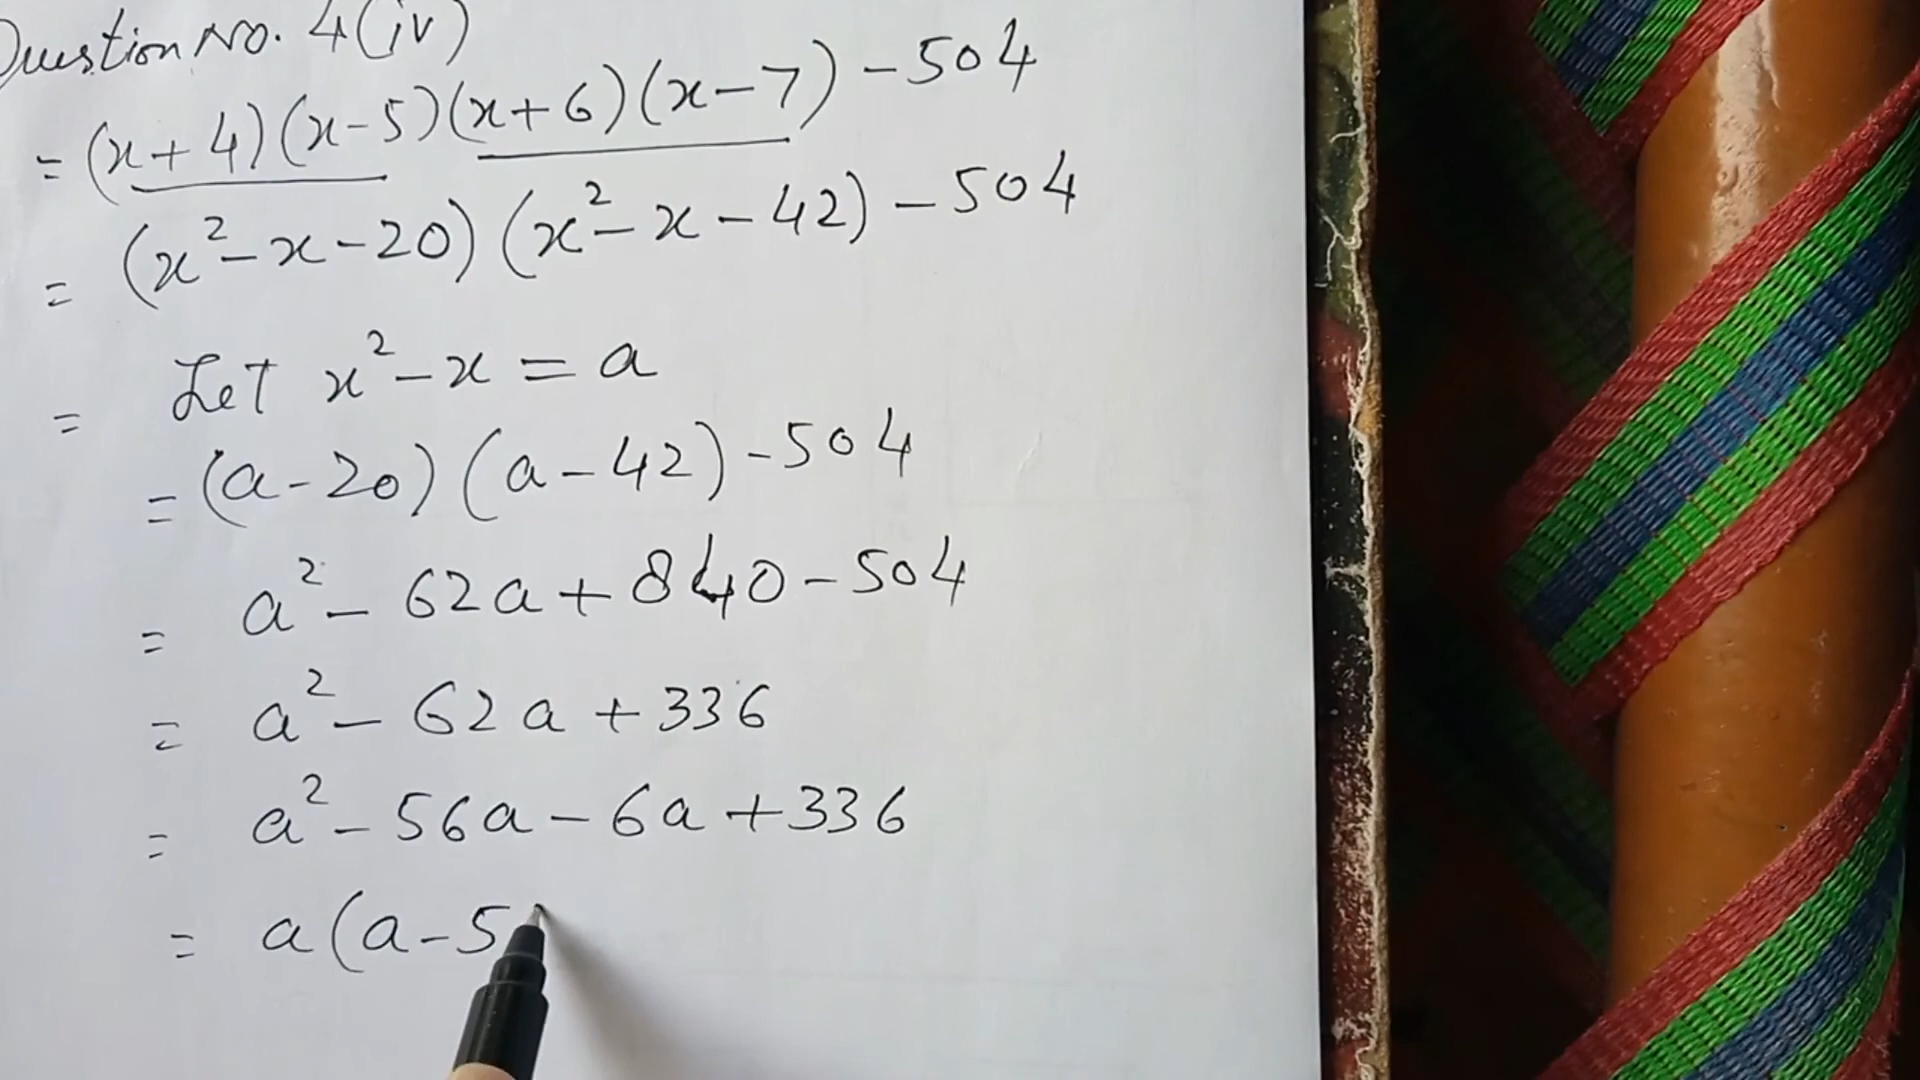 Question No. 4(iv)
= (x+4)(x-5)(x+6)(x-7) - 504
= (x²-x-20)(x²-x-42) - 504
= Let x²-x = a
= (a-20)(a-42) - 504
= a² - 62a + 840 - 504
= a² - 62a + 336
= a² - 56a - 6a + 336
= a(a-5